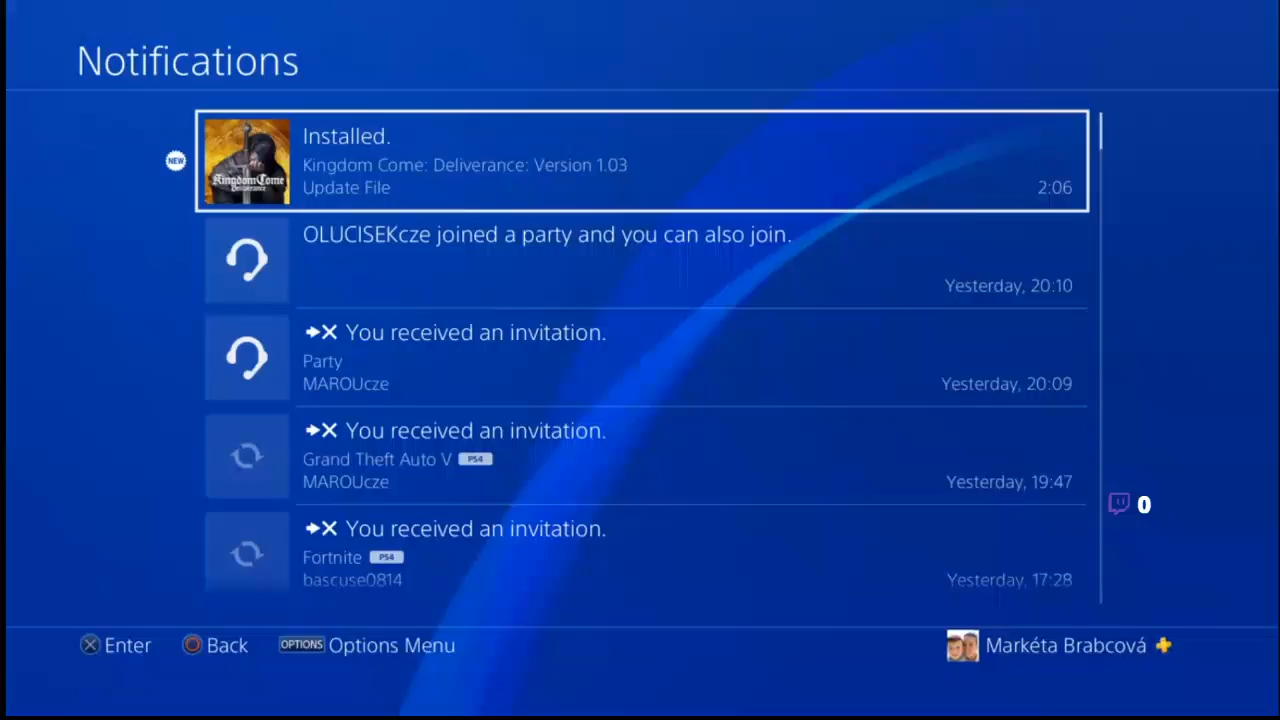 Notifications
NEW
Installed.
Kingdom Come: Deliverance: Version 1.03
Update File
2:06
KingdomCome
Deliverance
OLUCISEKcze joined a party and you can also join.
Yesterday, 20:10
You received an invitation.
Party
MAROUcze
Yesterday, 20:09
You received an invitation.
Grand Theft Auto V PS4
MAROUcze
Yesterday, 19:47
0
You received an invitation.
Fortnite PS4
bascuse0814
Yesterday, 17:28
Enter Back OPTIONS Options Menu Markéta Brabcová